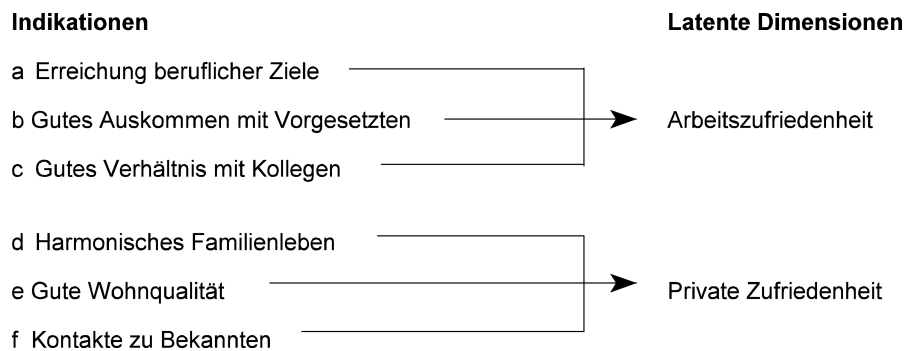 Indikationen
Latente Dimensionen
a Erreichung beruflicher Ziele
b Gutes Auskommen mit Vorgesetzten
Arbeitszufriedenheit
c Gutes Verhältnis mit Kollegen
d Harmonisches Familienleben
e Gute Wohnqualität
Private Zufriedenheit
f Kontakte zu Bekannten